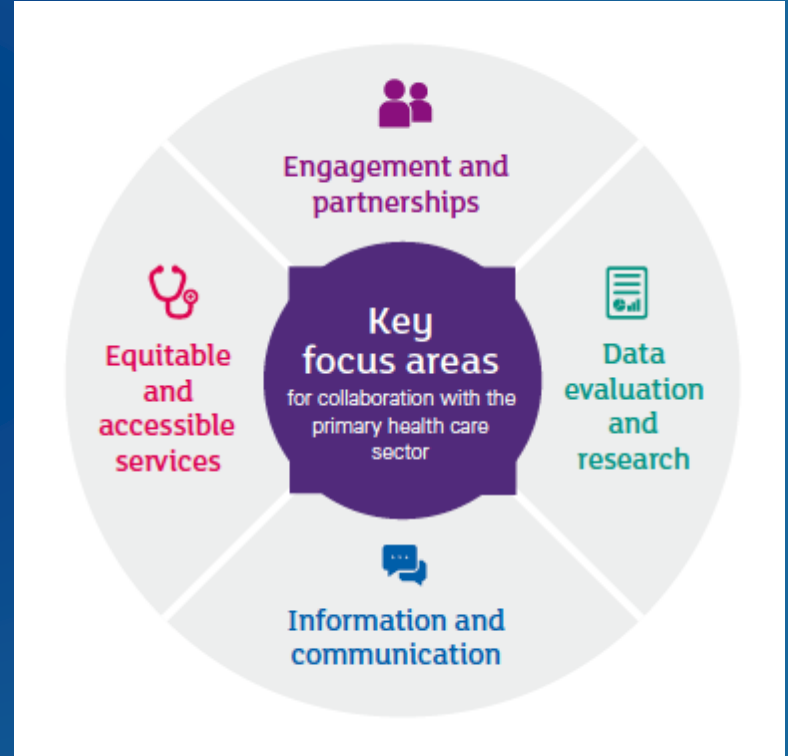 Engagement and
partnerships
Equitable
and
accessible
services
Key
focus areas
for collaboration with the
primary health care
sector
Data
evaluation
and
research
Information and
communication